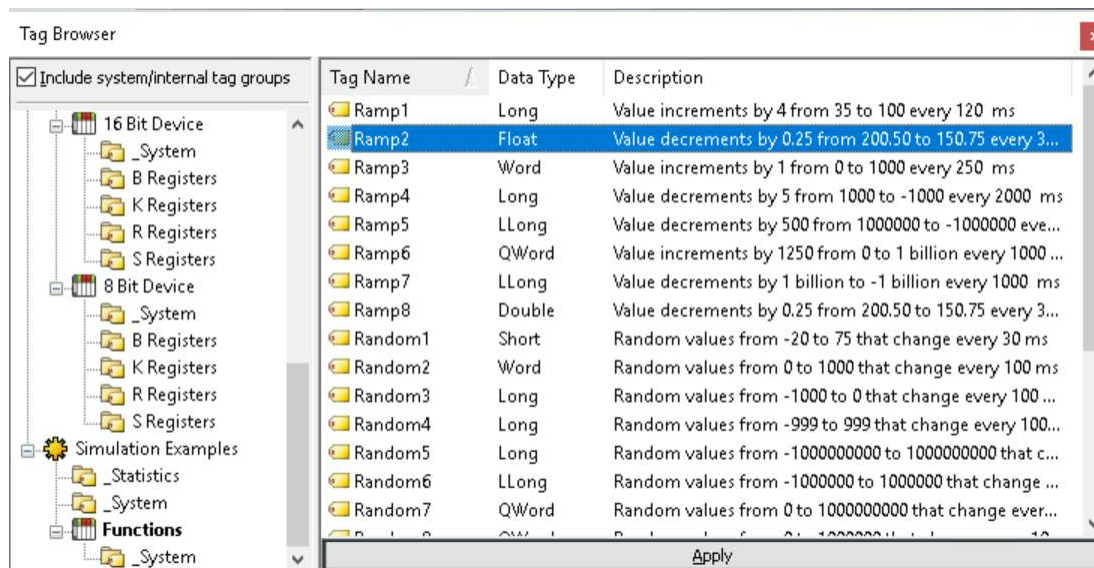 Tag Browser
Include system/internal tag groups
16 Bit Device
_System
B Registers
K Registers
R Registers
S Registers
8 Bit Device
_System
B Registers
K Registers
R Registers
S Registers
Simulation Examples
_Statistics
_System
Functions
_System
Tag Name Data Type Description
Ramp1 Long Value increments by 4 from 35 to 100 every 120 ms
Ramp2 Float Value decrements by 0.25 from 200.50 to 150.75 every 3...
Ramp3 Word Value increments by 1 from 0 to 1000 every 250 ms
Ramp4 Long Value decrements by 5 from 1000 to -1000 every 2000 ms
Ramp5 LLong Value decrements by 500 from 1000000 to -1000000 eve...
Ramp6 QWord Value increments by 1250 from 0 to 1 billion every 1000 ...
Ramp7 LLong Value decrements by 1 billion to -1 billion every 1000 ms
Ramp8 Double Value decrements by 0.25 from 200.50 to 150.75 every 3...
Random1 Short Random values from -20 to 75 that change every 30 ms
Random2 Word Random values from 0 to 1000 that change every 100 ms
Random3 Long Random values from -1000 to 0 that change every 100 ...
Random4 Long Random values from -999 to 999 that change every 100...
Random5 Long Random values from -1000000000 to 1000000000 that c...
Random6 LLong Random values from -1000000 to 1000000 that change ...
Random7 QWord Random values from 0 to 1000000000 that change ever...
Apply